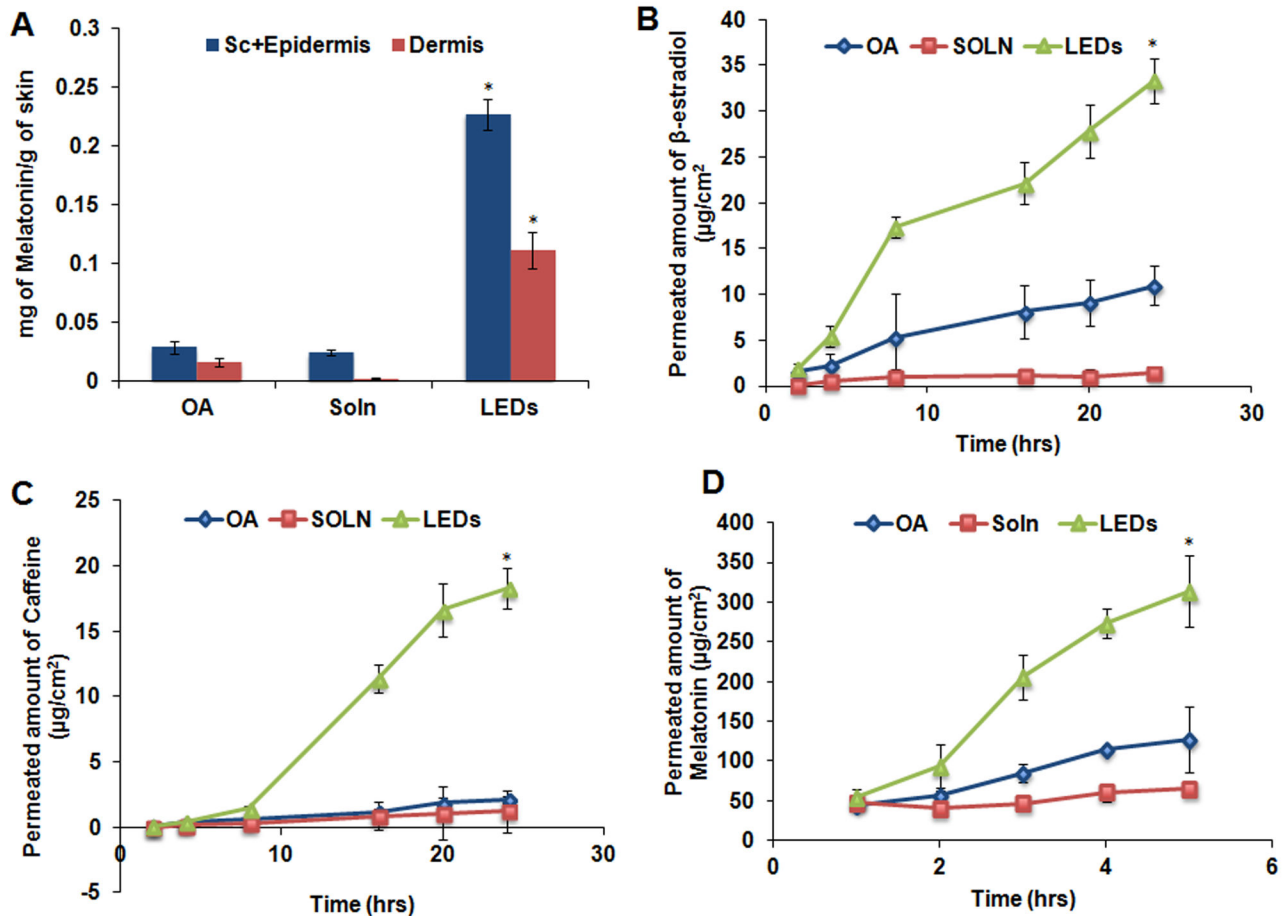 A
Sc+Epidermis Dermis
mg of Melatonin/g of skin
0.3
0.25
0.2
0.15
0.1
0.05
0
* *
OA Soln LEDs
B
OA SOLN LEDs
Permeated amount of β-estradiol
(µg/cm²)
40
35
30
25
20
15
10
5
0
*
0 10 20 30
Time (hrs)
C
OA SOLN LEDs
Permeated amount of Caffeine
(µg/cm²)
25
20
15
10
5
0
-5
*
0 10 20 30
Time (hrs)
D
OA Soln LEDs
Permeated amount of
Melatonin (µg/cm²)
400
350
300
250
200
150
100
50
0
*
0 2 4 6
Time (hrs)